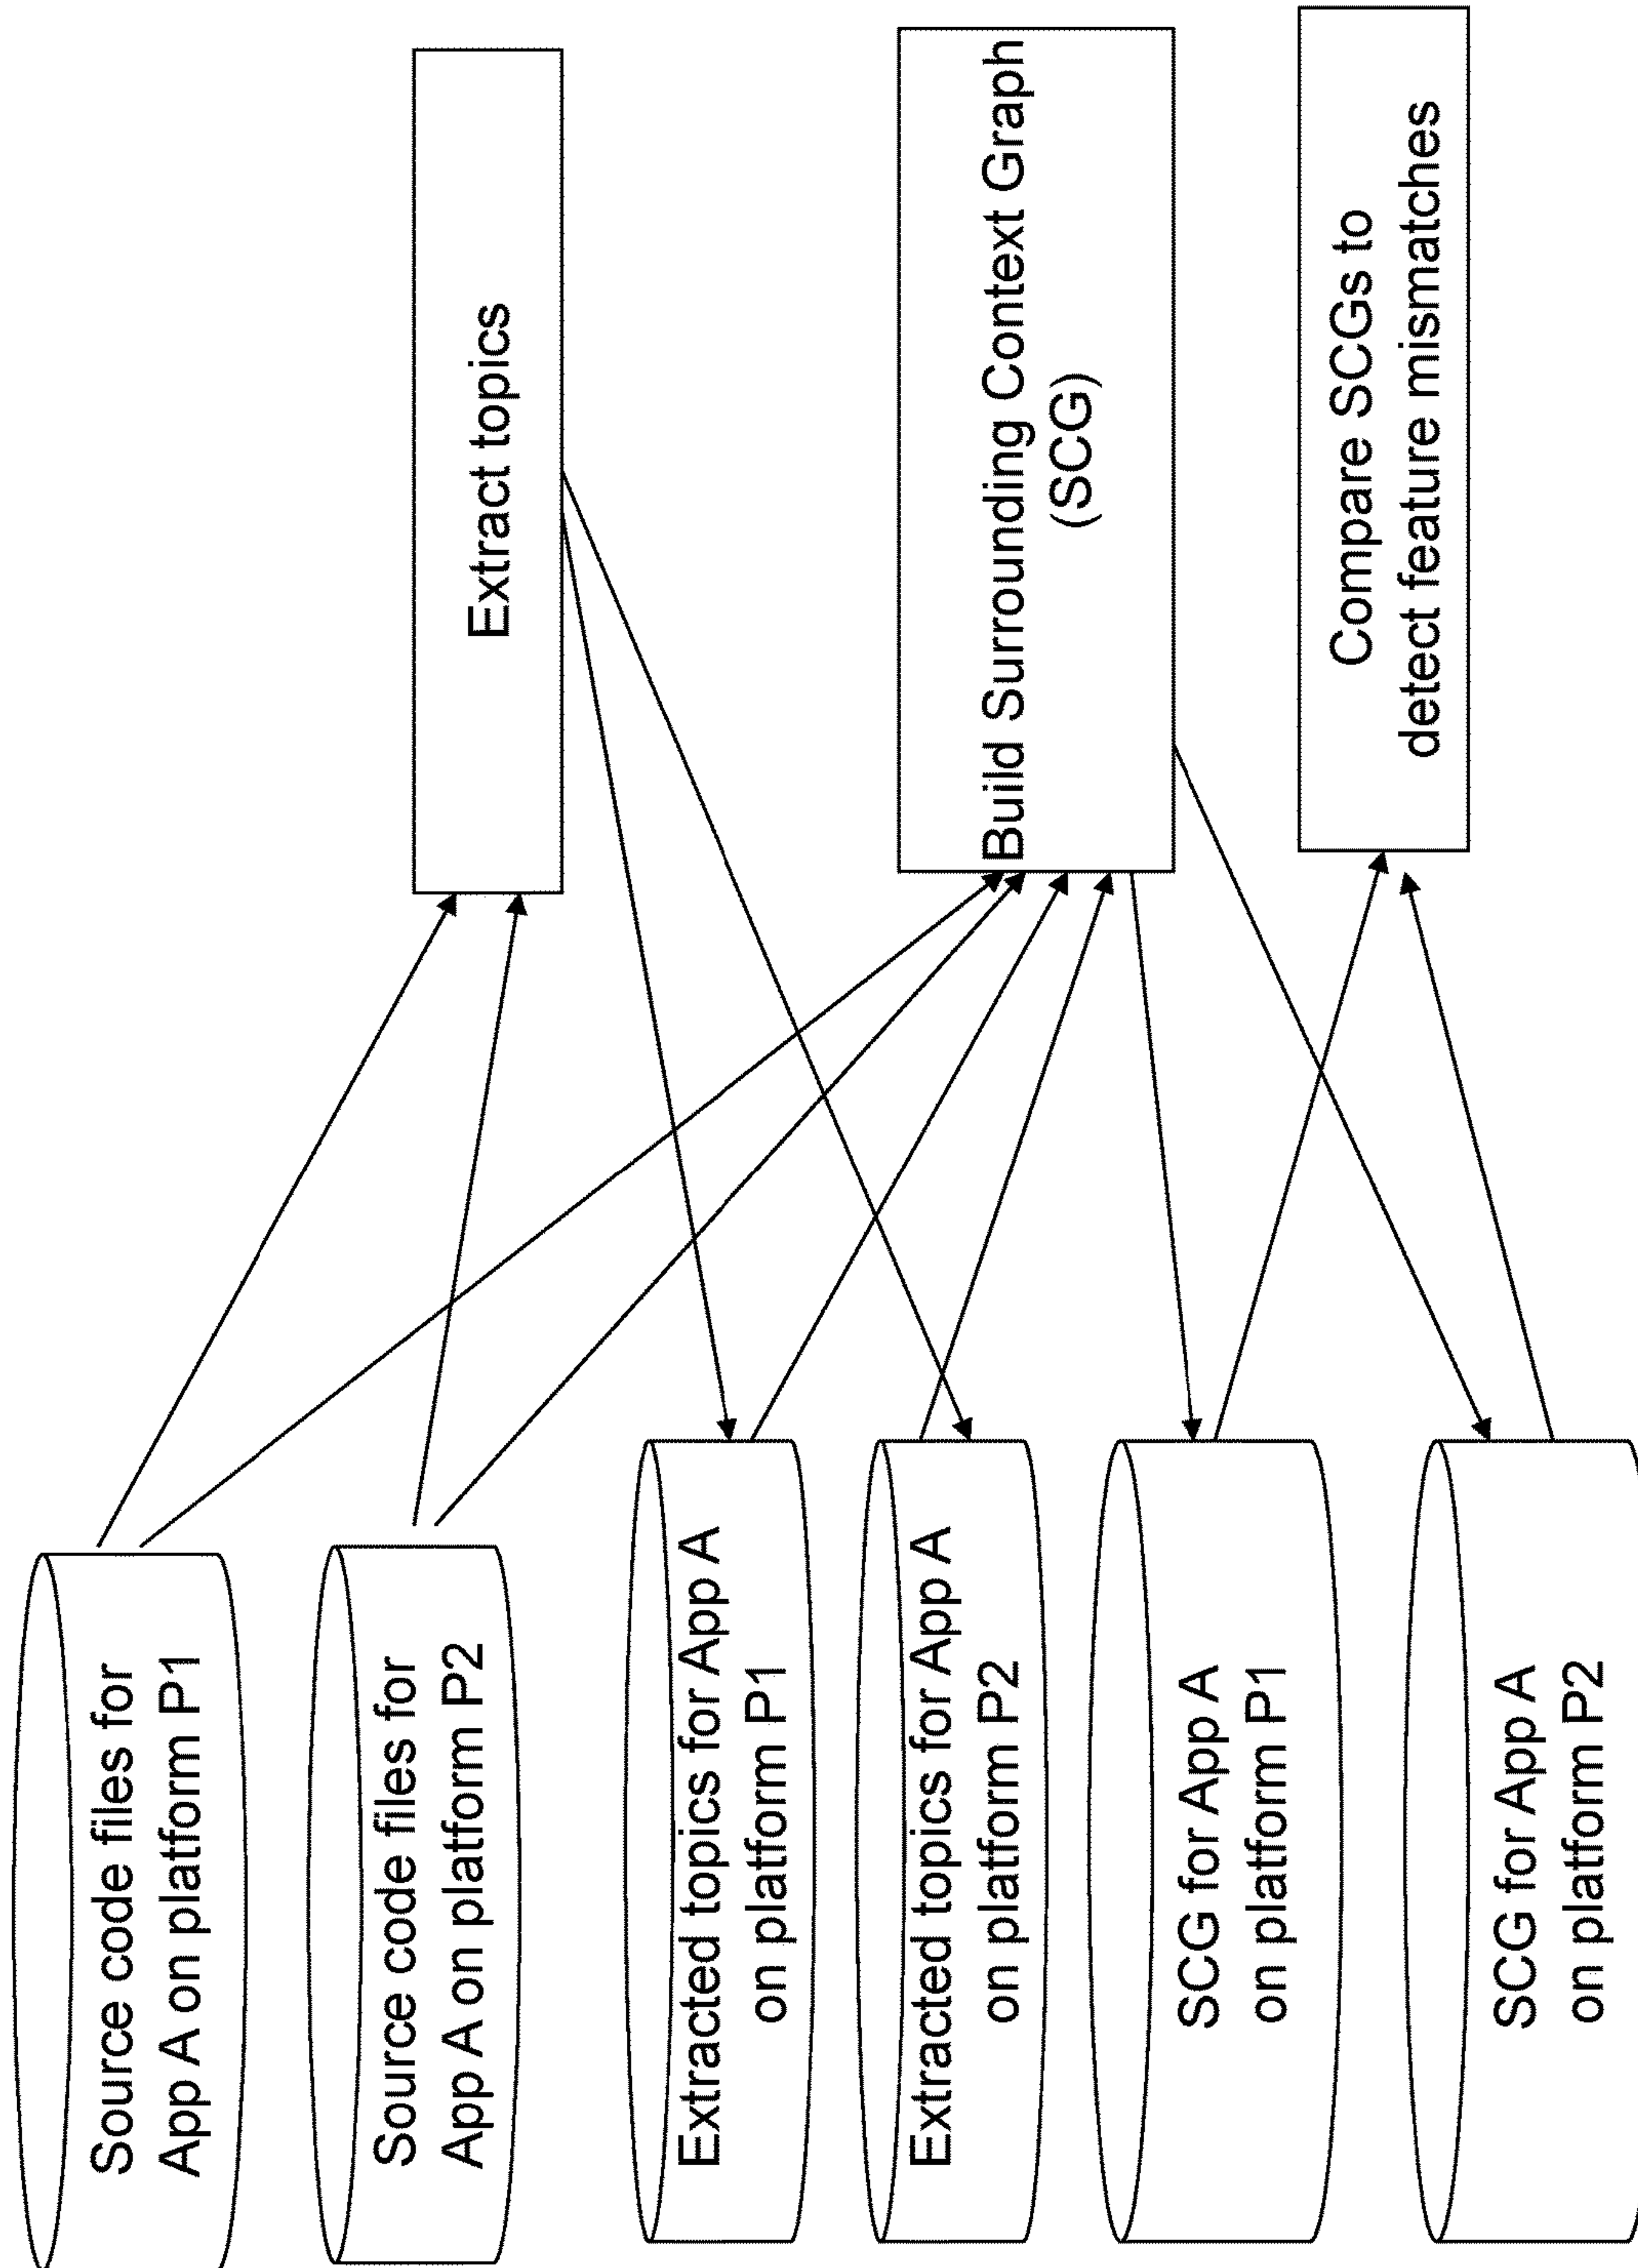 Source code files for
App A on platform P1
Source code files for
App A on platform P2
Extracted topics for App A
on platform P1
Extracted topics for App A
on platform P2
SCG for App A
on platform P1
SCG for App A
on platform P2
Extract topics
Build Surrounding Context Graph
(SCG)
Compare SCGs to
detect feature mismatches